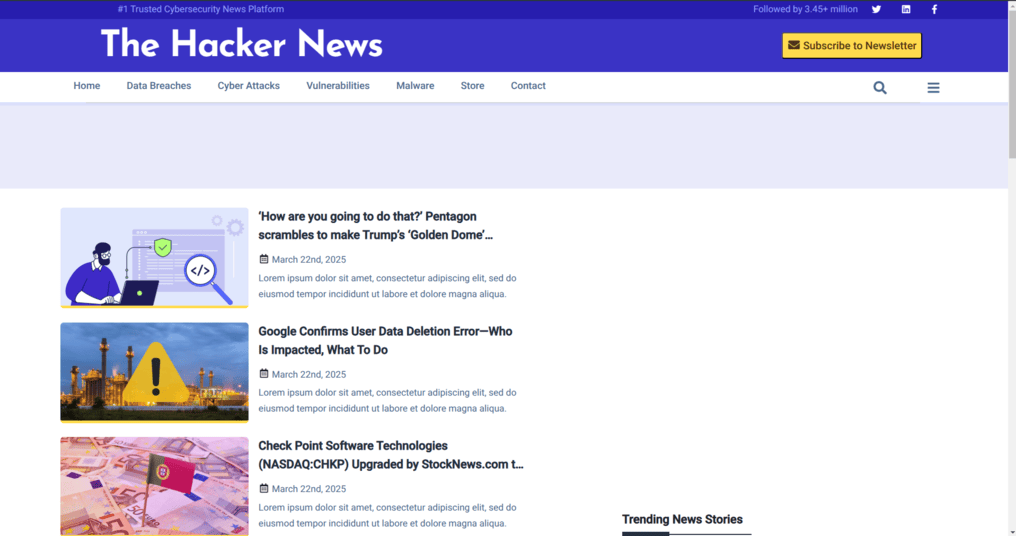 #1 Trusted Cybersecurity News Platform
Followed by 3.45+ million
The Hacker News
Subscribe to Newsletter
Home
Data Breaches
Cyber Attacks
Vulnerabilities
Malware
Store
Contact
</>
‘How are you going to do that?’ Pentagon
scrambles to make Trump’s ‘Golden Dome’…
March 22nd, 2025
Lorem ipsum dolor sit amet, consectetur adipiscing elit, sed do
eiusmod tempor incididunt ut labore et dolore magna aliqua.
Google Confirms User Data Deletion Error—Who
Is Impacted, What To Do
March 22nd, 2025
Lorem ipsum dolor sit amet, consectetur adipiscing elit, sed do
eiusmod tempor incididunt ut labore et dolore magna aliqua.
Check Point Software Technologies
(NASDAQ:CHKP) Upgraded by StockNews.com t…
March 22nd, 2025
Lorem ipsum dolor sit amet, consectetur adipiscing elit, sed do
eiusmod tempor incididunt ut labore et dolore magna aliqua.
Trending News Stories